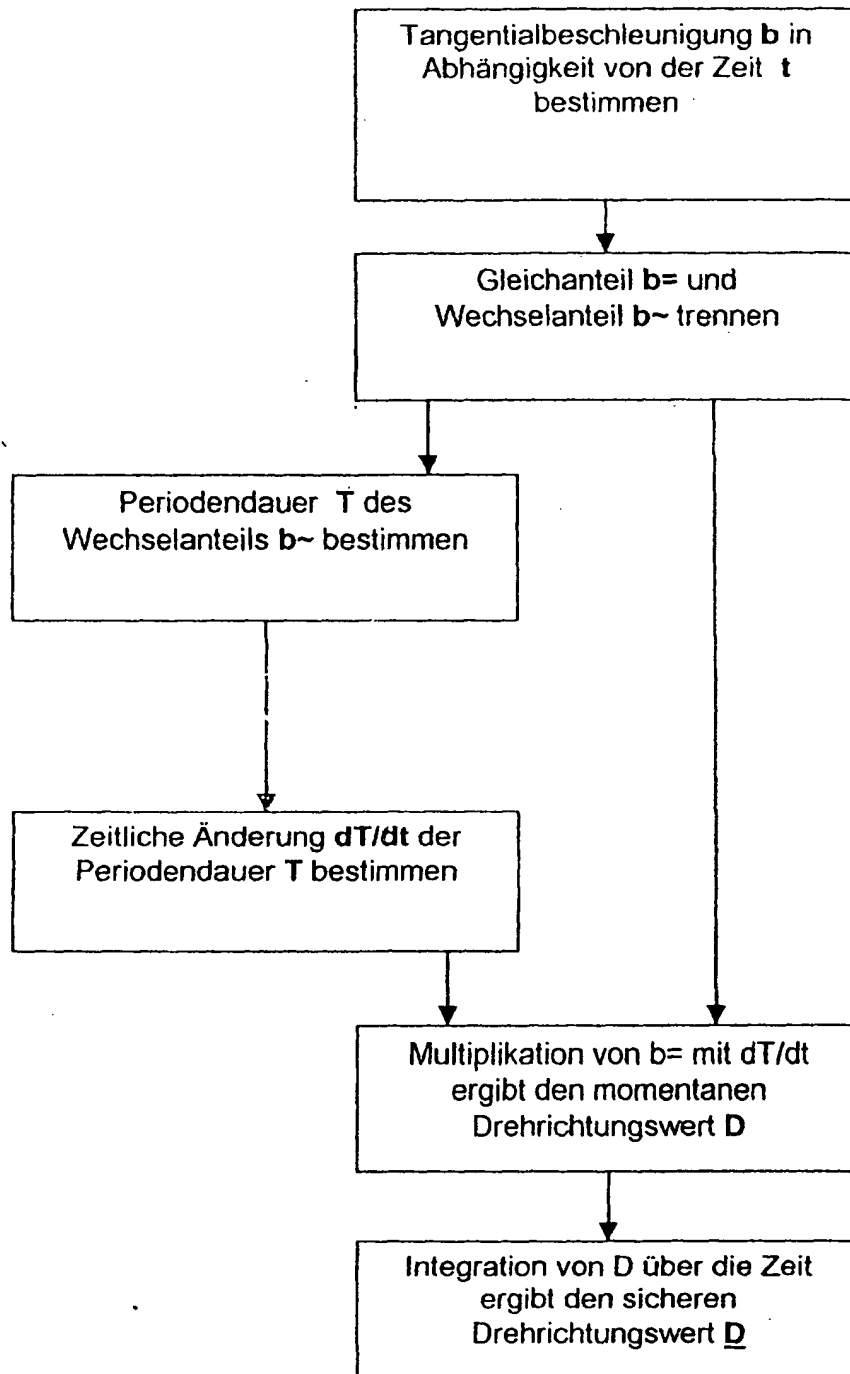 Tangentialbeschleunigung b in
Abhängigkeit von der Zeit t
bestimmen
Gleichanteil b= und
Wechselanteil b~ trennen
Periodendauer T des
Wechselanteils b~ bestimmen
Zeitliche Änderung dT/dt der
Periodendauer T bestimmen
Multiplikation von b= mit dT/dt
ergibt den momentanen
Drehrichtungswert D
Integration von D über die Zeit
ergibt den sicheren
Drehrichtungswert D